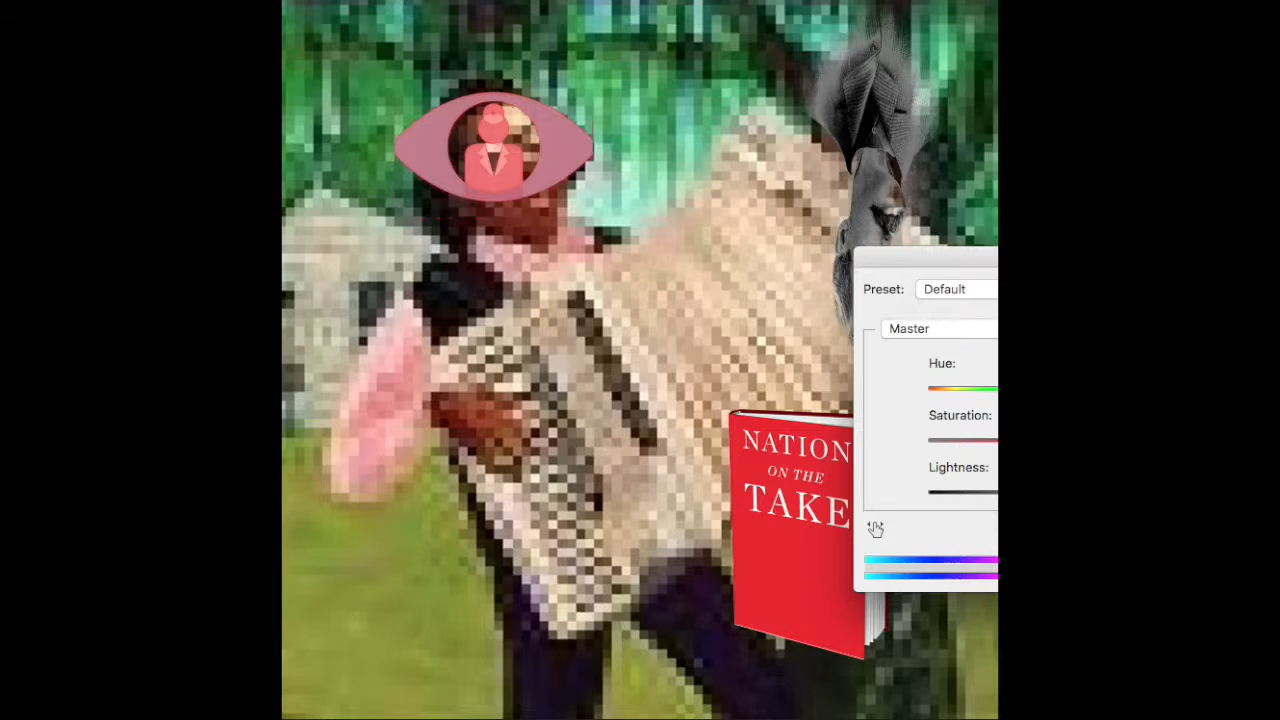 NATION
ON THE
TAKE
Preset: Default
Master
Hue:
Saturation:
Lightness: